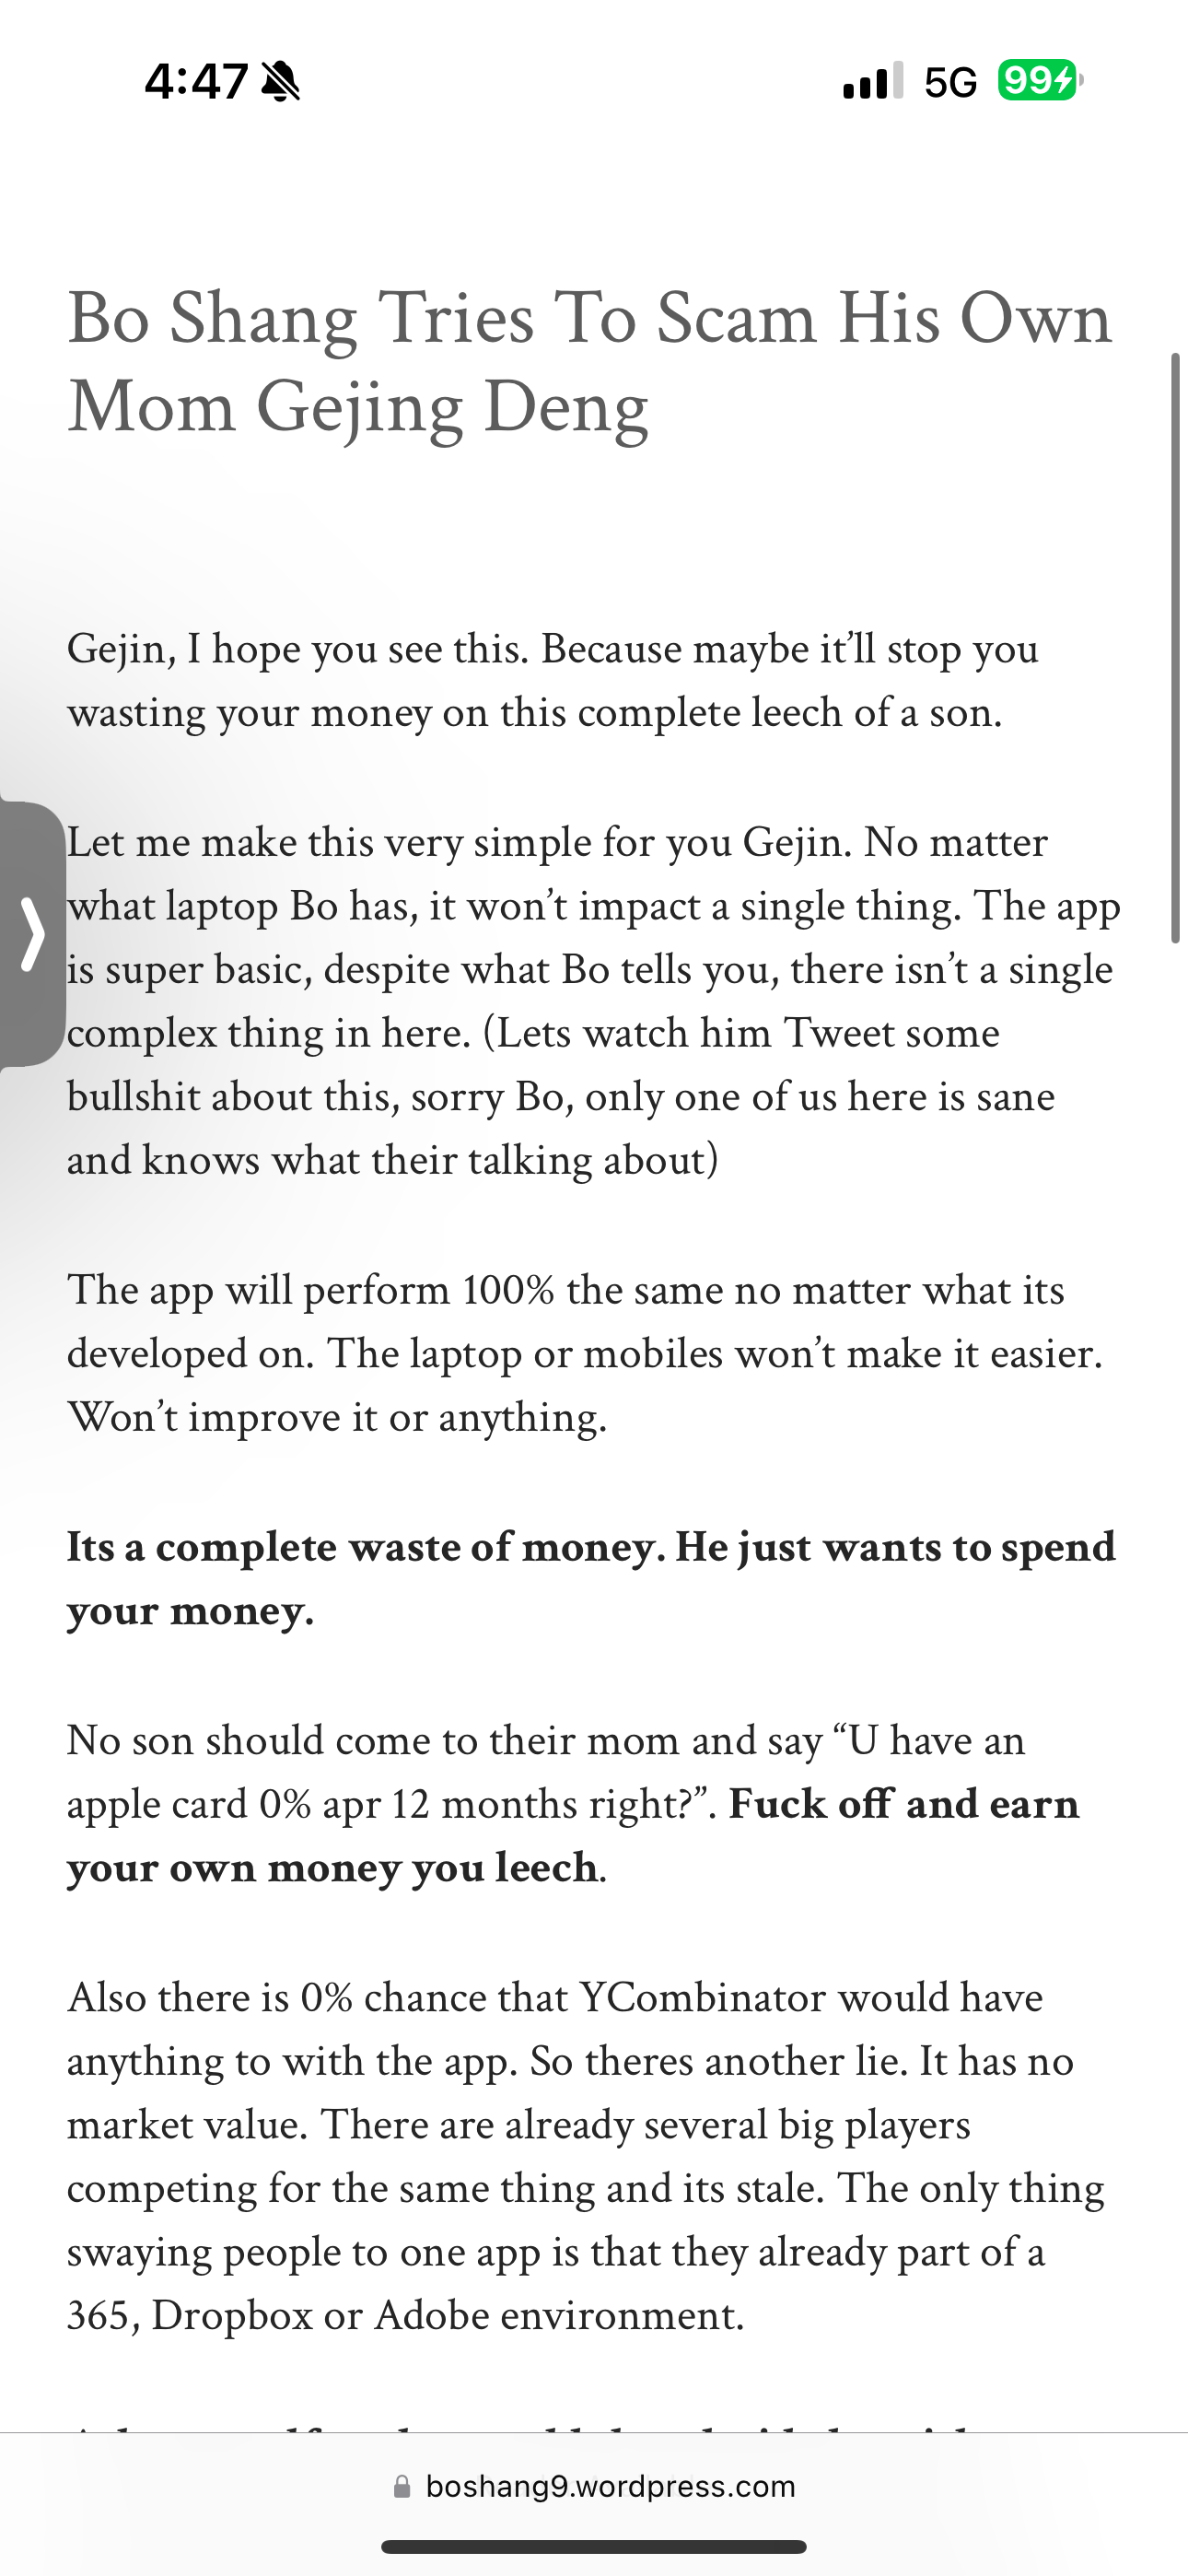 4:47
5G
99
Bo Shang Tries To Scam His Own
Mom Gejing Deng
Gejin, I hope you see this. Because maybe it’ll stop you
wasting your money on this complete leech of a son.
Let me make this very simple for you Gejin. No matter
what laptop Bo has, it won’t impact a single thing. The app
is super basic, despite what Bo tells you, there isn’t a single
complex thing in here. (Lets watch him Tweet some
bullshit about this, sorry Bo, only one of us here is sane
and knows what their talking about)
The app will perform 100% the same no matter what its
developed on. The laptop or mobiles won’t make it easier.
Won’t improve it or anything.
Its a complete waste of money. He just wants to spend
your money.
No son should come to their mom and say “U have an
apple card 0% apr 12 months right?”. Fuck off and earn
your own money you leech.
Also there is 0% chance that YCombinator would have
anything to with the app. So theres another lie. It has no
market value. There are already several big players
competing for the same thing and its stale. The only thing
swaying people to one app is that they already part of a
365, Dropbox or Adobe environment.
boshang9.wordpress.com